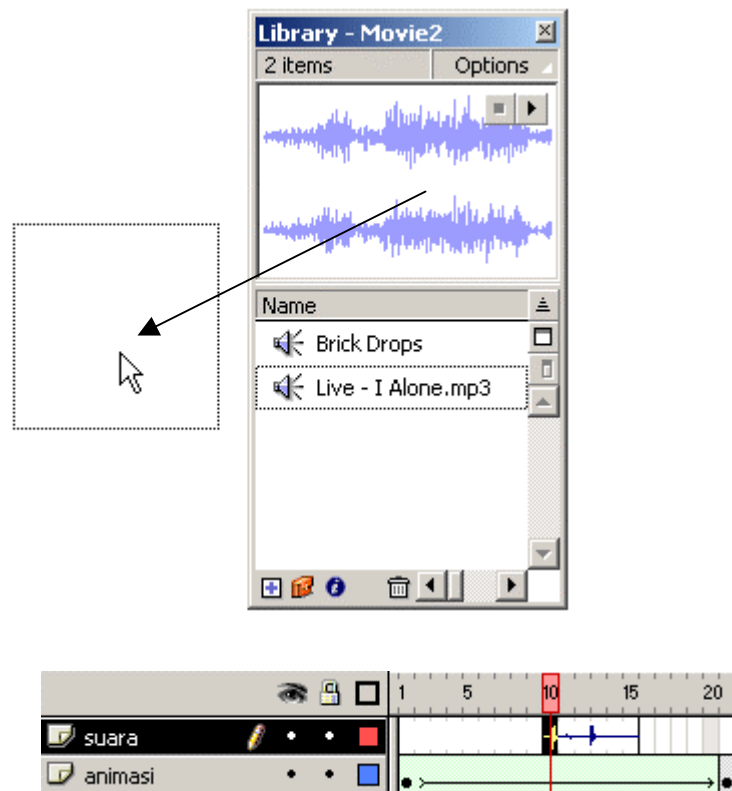 Library - Movie2
2 items Options
Name
Brick Drops
Live - I Alone.mp3
1 5 10 15 20
suara
animasi